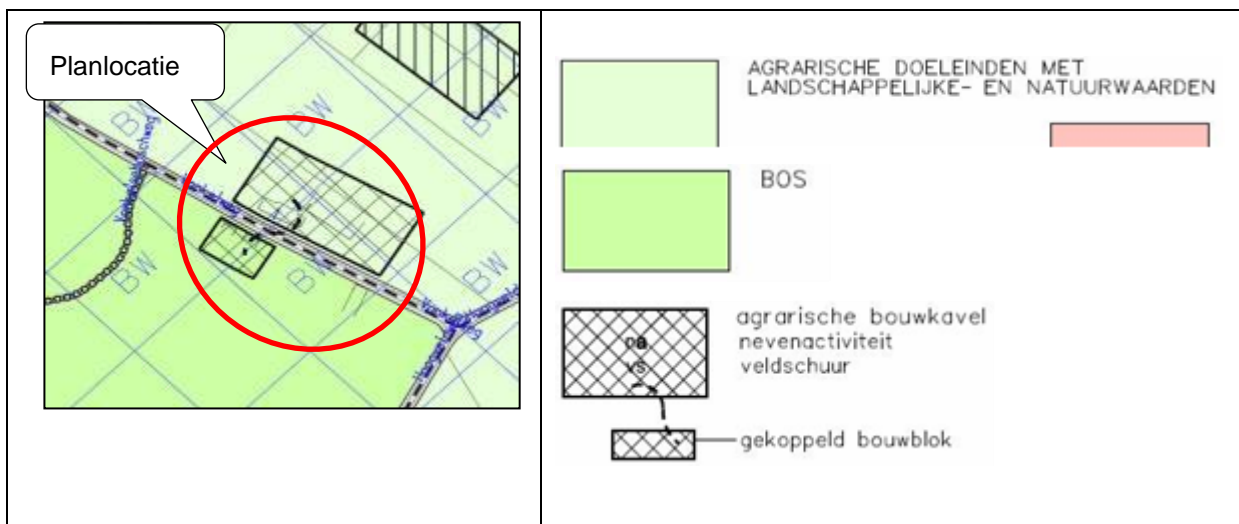 Planlocatie
BW
BW
BW
BW
BW
BW
AGRARISCHE DOELEINDEN MET
LANDSCHAPPELIJKE- EN NATUURWAARDEN
BOS
agrarische bouwkavel
nevenactiviteit
veldschuur
vs
gekoppeld bouwblok